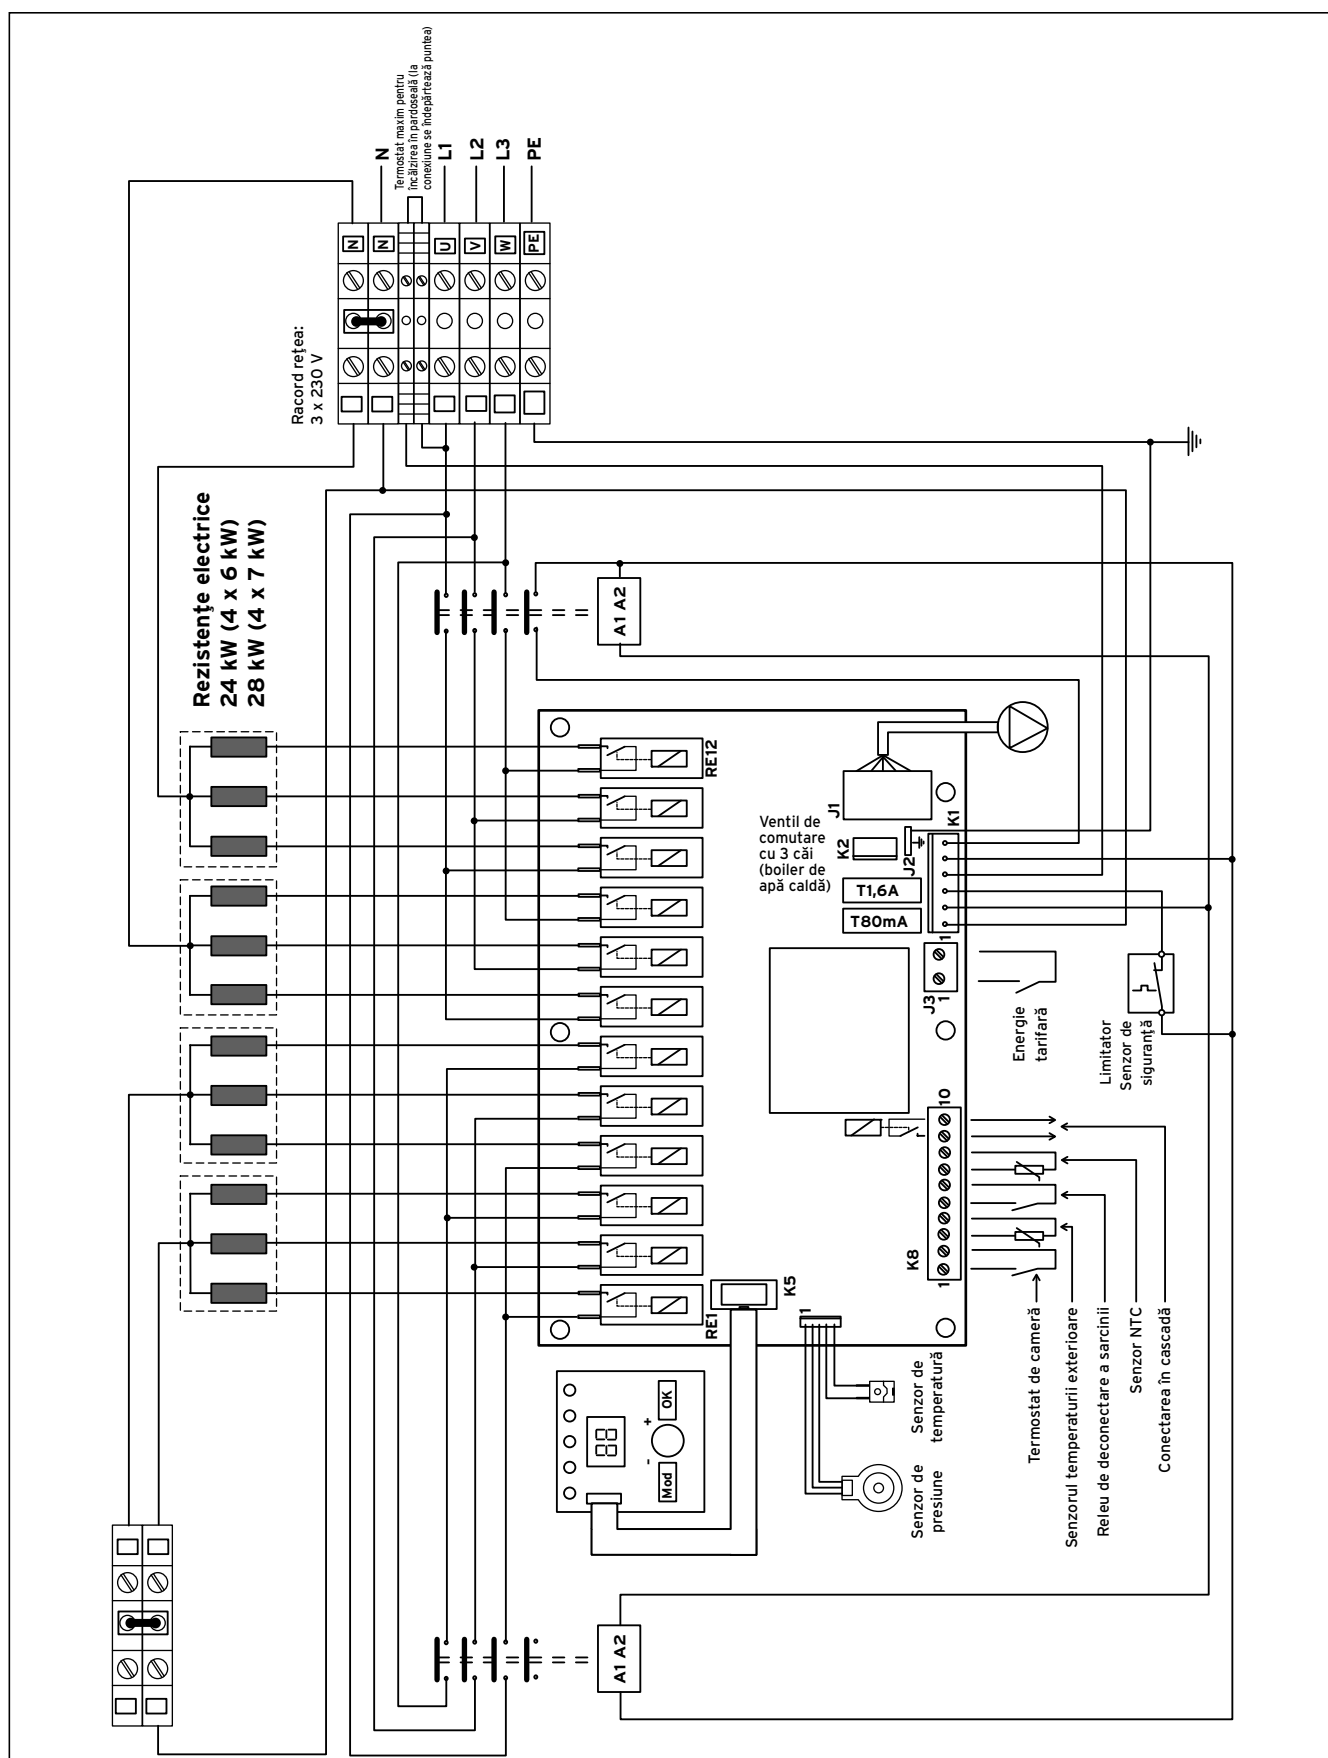 Racord reţea:
3 x 230 V
N
N
U
V
W
PE
N
Termostat maxim pentru
încălzirea în pardoseală (la
conexiune se îndepărtează puntea)
L1
L2
L3
PE
Rezistenţe electrice
24 kW (4 x 6 kW)
28 kW (4 x 7 kW)
A1 A2
RE12
J1
K1
Ventil de
comutare
cu 3 căi
(boiler de
apă caldă)
K2
J2
T1,6A
T80mA
1
J3
1
Energie
tarifară
Limitator
Senzor de
siguranţă
10
K8
1
RE1
K5
1
Senzor de
temperatură
Senzor de
presiune
88
- +
Mod
OK
Termostat de cameră
Senzorul temperaturii exterioare
Releu de deconectare a sarcinii
Senzor NTC
Conectarea în cascadă
A1 A2